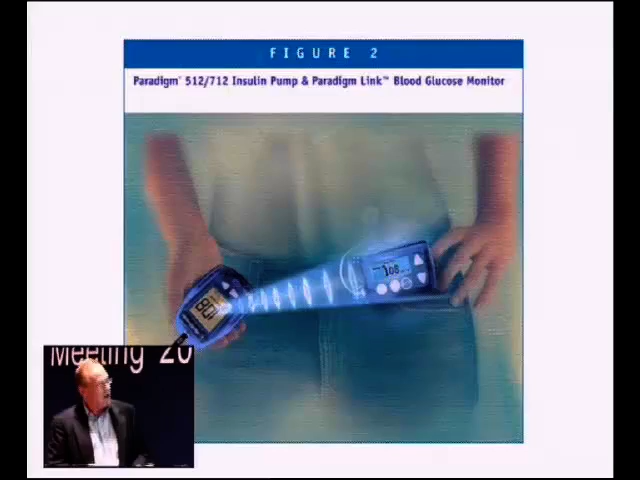 FIGURE 2
Paradigm® 512/712 Insulin Pump & Paradigm Link™ Blood Glucose Monitor
108
108
Meeting 20